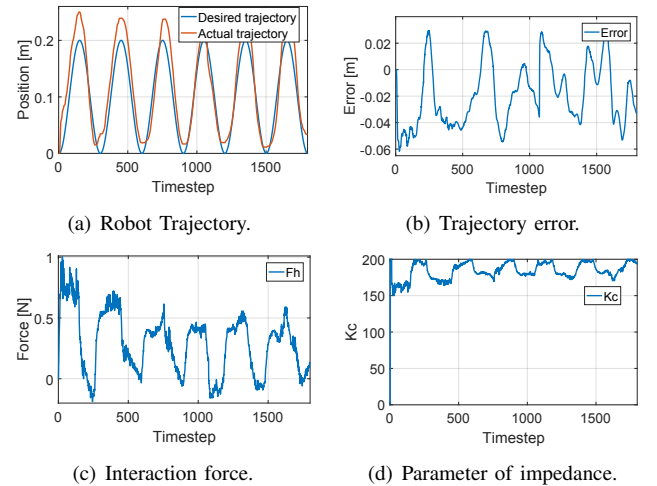 Desired trajectory
Actual trajectory
0.2
0.1
0
Position [m]
0 500 1000 1500
Timestep
(a) Robot Trajectory.
Error
0.02
0
-0.02
-0.04
-0.06
Error [m]
0 500 1000 1500
Timestep
(b) Trajectory error.
Fh
1
0.5
0
Force [N]
0 500 1000 1500
Timestep
(c) Interaction force.
200
150
100
50
0
Kc
Kc
0 500 1000 1500
Timestep
(d) Parameter of impedance.